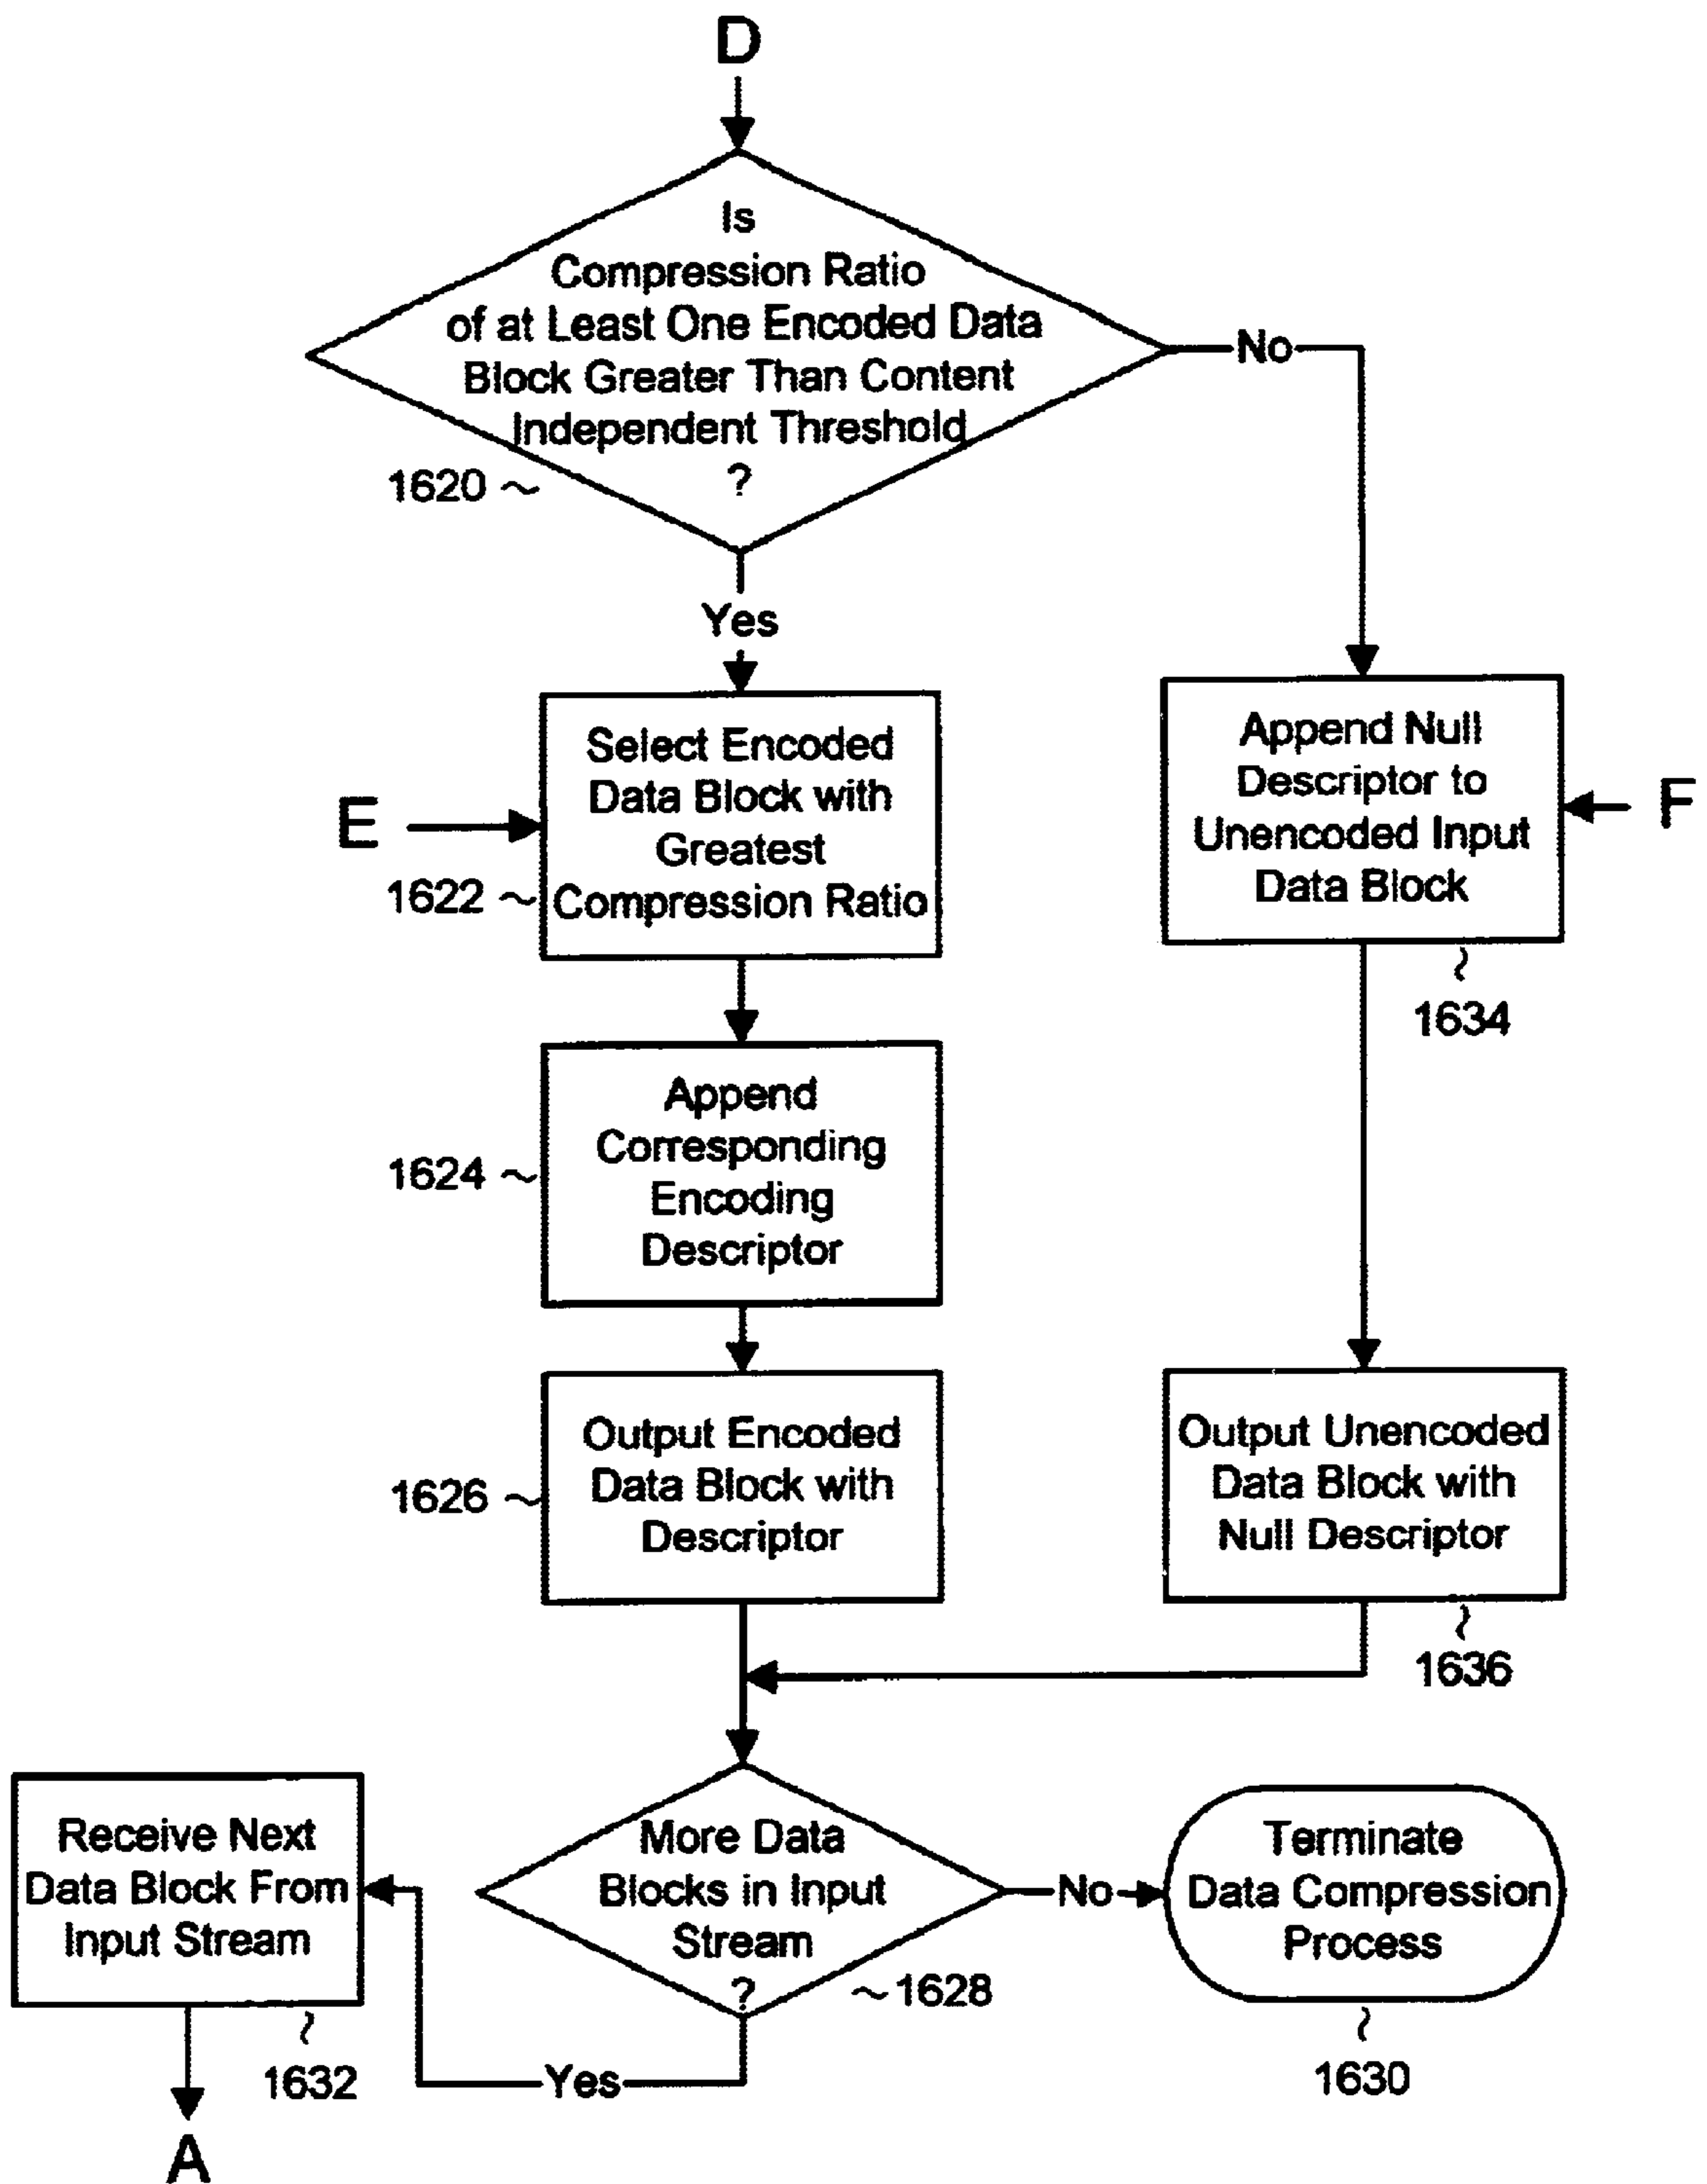 D
Is
Compression Ratio
of at Least One Encoded Data
Block Greater Than Content
Independent Threshold
?
1620
No
Yes
Select Encoded
Data Block with
Greatest
Compression Ratio
E
1622
Append Null
Descriptor to
Unencoded Input
Data Block
F
1634
Append
Corresponding
Encoding
Descriptor
1624
Output Encoded
Data Block with
Descriptor
1626
Output Unencoded
Data Block with
Null Descriptor
1636
Receive Next
Data Block From
Input Stream
1632
A
More Data
Blocks in Input
Stream
?
1628
Yes
No
Terminate
Data Compression
Process
1630